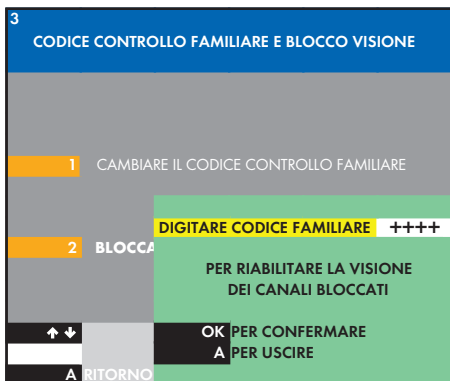 3
CODICE CONTROLLO FAMILIARE E BLOCCO VISIONE
1 CAMBIARE IL CODICE CONTROLLO FAMILIARE
2 BLOCCA
DIGITARE CODICE FAMILIARE ++++
PER RIABILITARE LA VISIONE
DEI CANALI BLOCCATI
↑ ↓
OK PER CONFERMARE
A PER USCIRE
A RITORNO